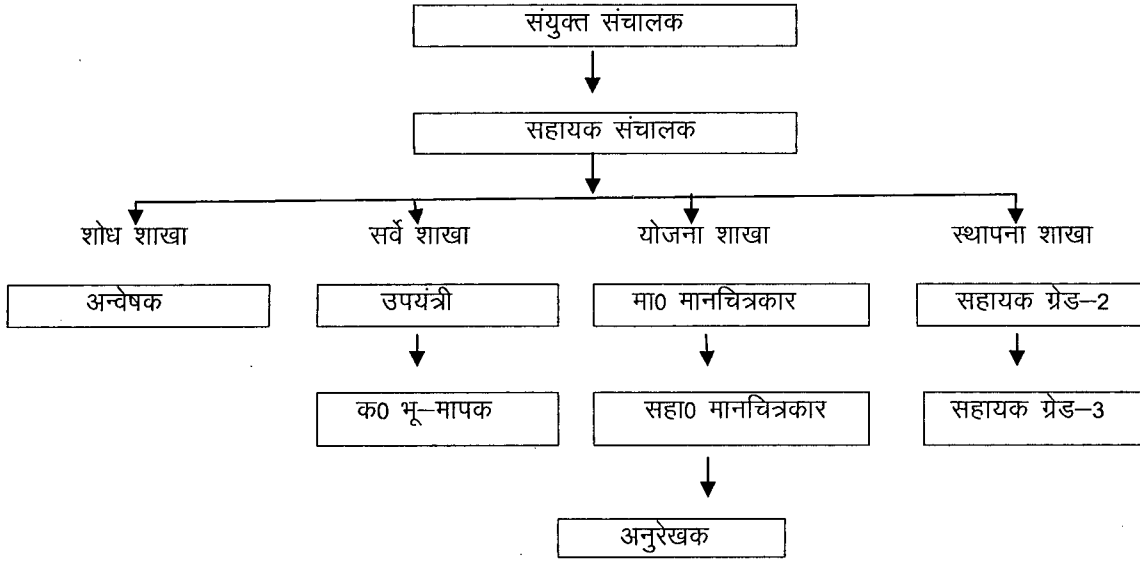 संयुक्त संचालक
सहायक संचालक
शोध शाखा सर्वे शाखा योजना शाखा स्थापना शाखा
अन्वेषक उपयंत्री मा0 मानचित्रकार सहायक ग्रेड–2
क0 भू–मापक सहा0 मानचित्रकार सहायक ग्रेड–3
अनुरेखक